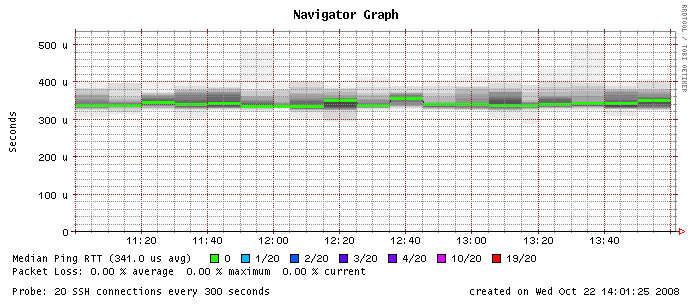 Navigator Graph
RRDTOOL / TOBI OETIKER
Seconds
500 u
400 u
300 u
200 u
100 u
0
11:20 11:40 12:00 12:20 12:40 13:00 13:20 13:40
Median Ping RTT (341.0 us avg) 0 1/20 2/20 3/20 4/20 10/20 19/20
Packet Loss: 0.00 % average 0.00 % maximum 0.00 % current
Probe: 20 SSH connections every 300 seconds created on Wed Oct 22 14:01:25 2008